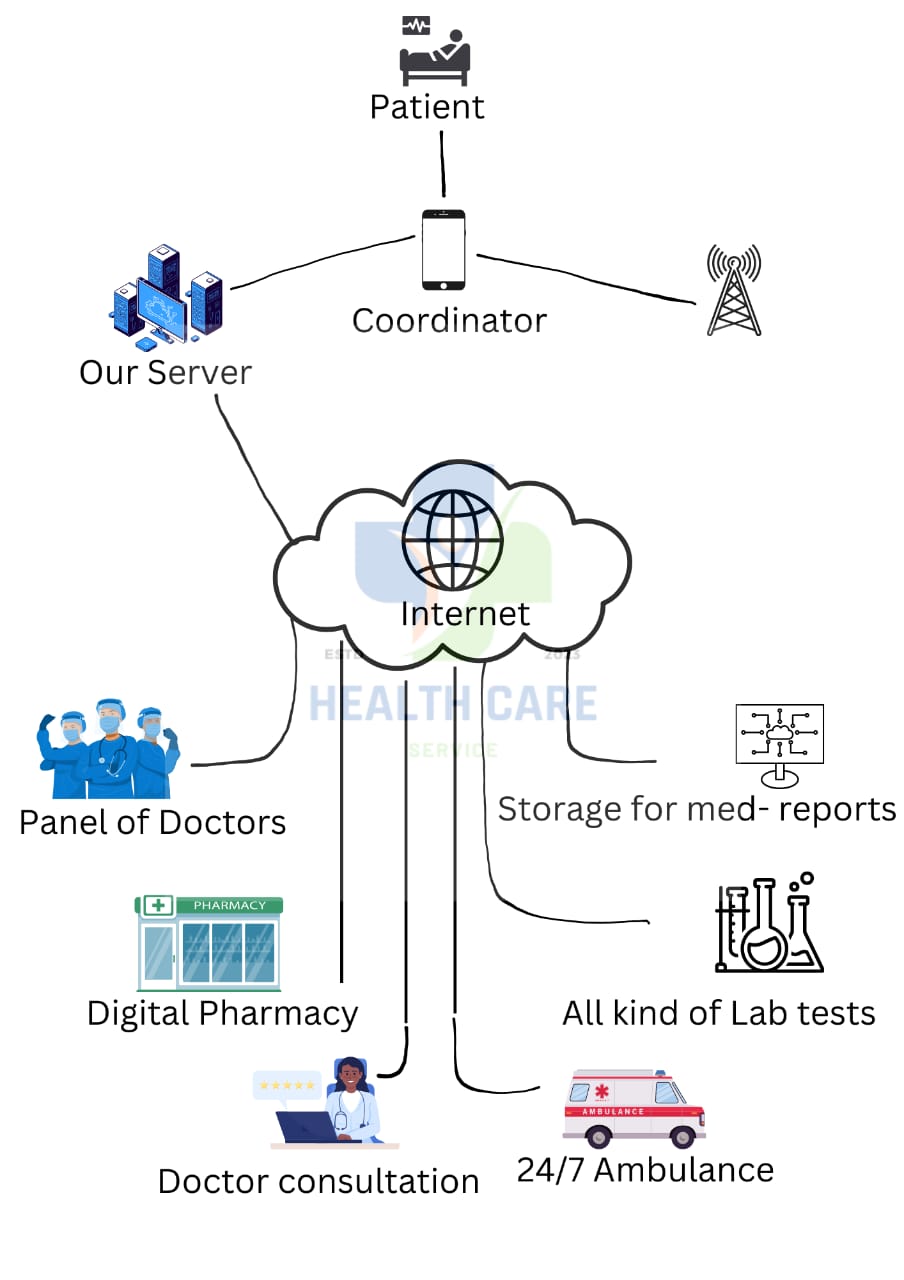 Patient
Coordinator
Our Server
Internet
ESTD 2023
HEALTH CARE
SERVICE
Panel of Doctors
Storage for med- reports
PHARMACY
Digital Pharmacy
All kind of Lab tests
AMBULANCE
Doctor consultation
24/7 Ambulance